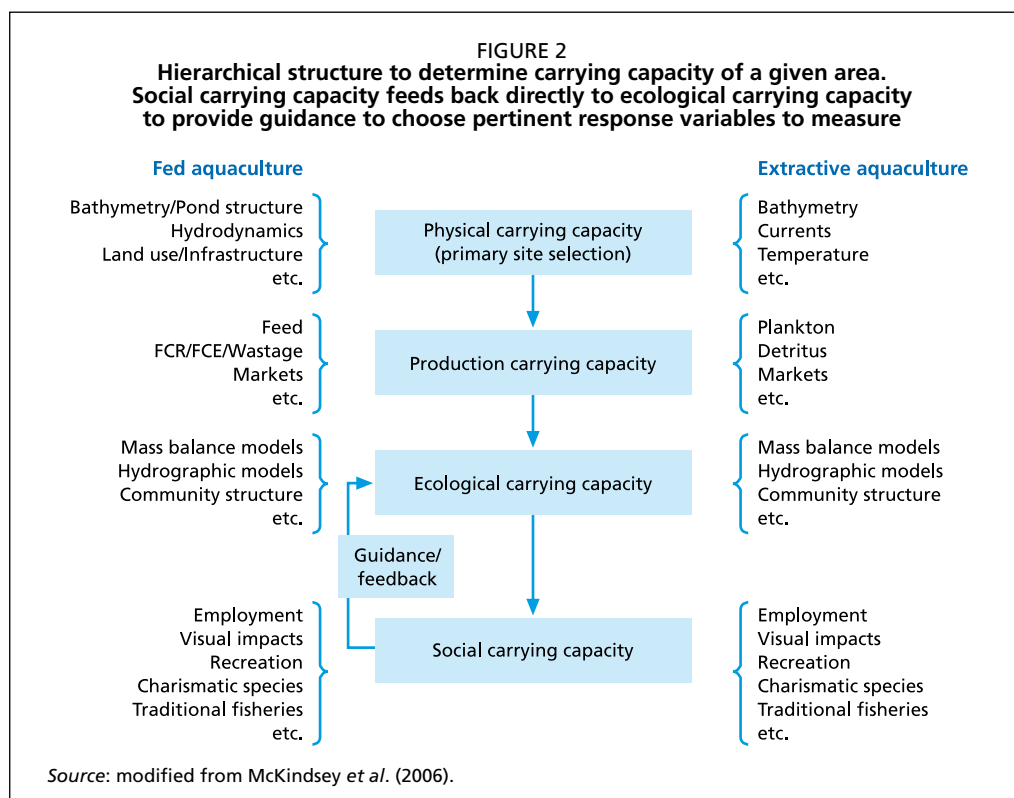 FIGURE 2
Hierarchical structure to determine carrying capacity of a given area.
Social carrying capacity feeds back directly to ecological carrying capacity
to provide guidance to choose pertinent response variables to measure
Fed aquaculture
Extractive aquaculture
Bathymetry/Pond structure
Hydrodynamics
Land use/Infrastructure
etc.
Physical carrying capacity
(primary site selection)
Bathymetry
Currents
Temperature
etc.
Feed
FCR/FCE/Wastage
Markets
etc.
Production carrying capacity
Plankton
Detritus
Markets
etc.
Mass balance models
Hydrographic models
Community structure
etc.
Ecological carrying capacity
Mass balance models
Hydrographic models
Community structure
etc.
Guidance/
feedback
Employment
Visual impacts
Recreation
Charismatic species
Traditional fisheries
etc.
Social carrying capacity
Employment
Visual impacts
Recreation
Charismatic species
Traditional fisheries
etc.
Source: modified from McKindsey et al. (2006).